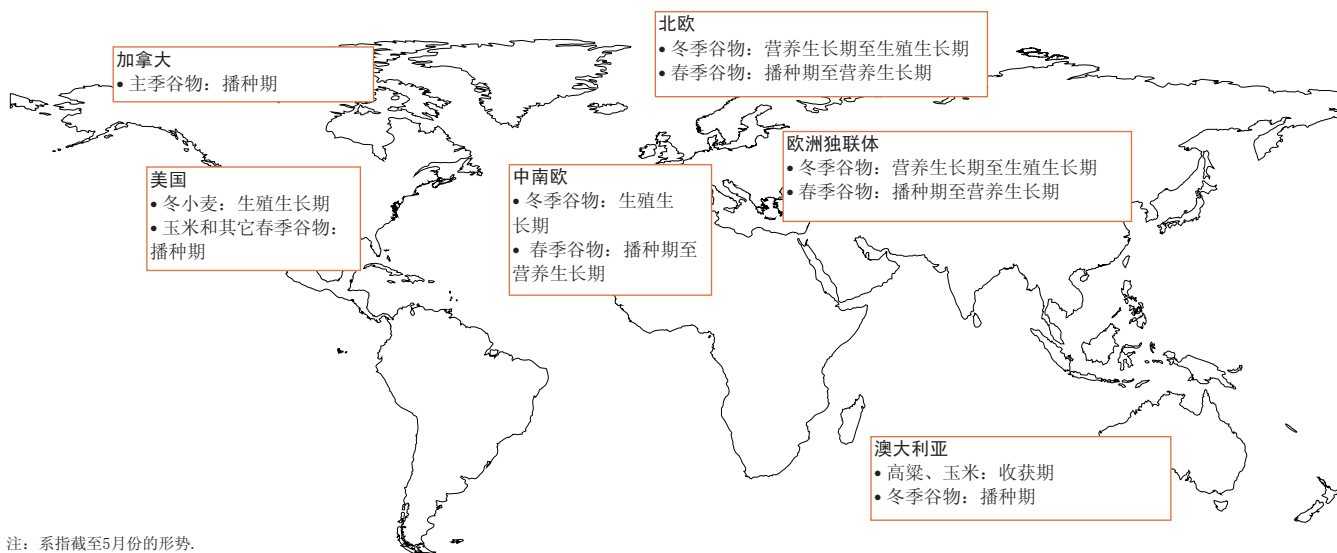 加拿大
• 主季谷物：播种期
北欧
• 冬季谷物：营养生长期至生殖生长期
• 春季谷物：播种期至营养生长期
美国
• 冬小麦：生殖生长期
• 玉米和其它春季谷物：
播种期
中南欧
• 冬季谷物：生殖生
长期
• 春季谷物：播种期至
营养生长期
欧洲独联体
• 冬季谷物：营养生长期至生殖生长期
• 春季谷物：播种期至营养生长期
澳大利亚
• 高粱、玉米：收获期
• 冬季谷物：播种期
注：系指截至5月份的形势.